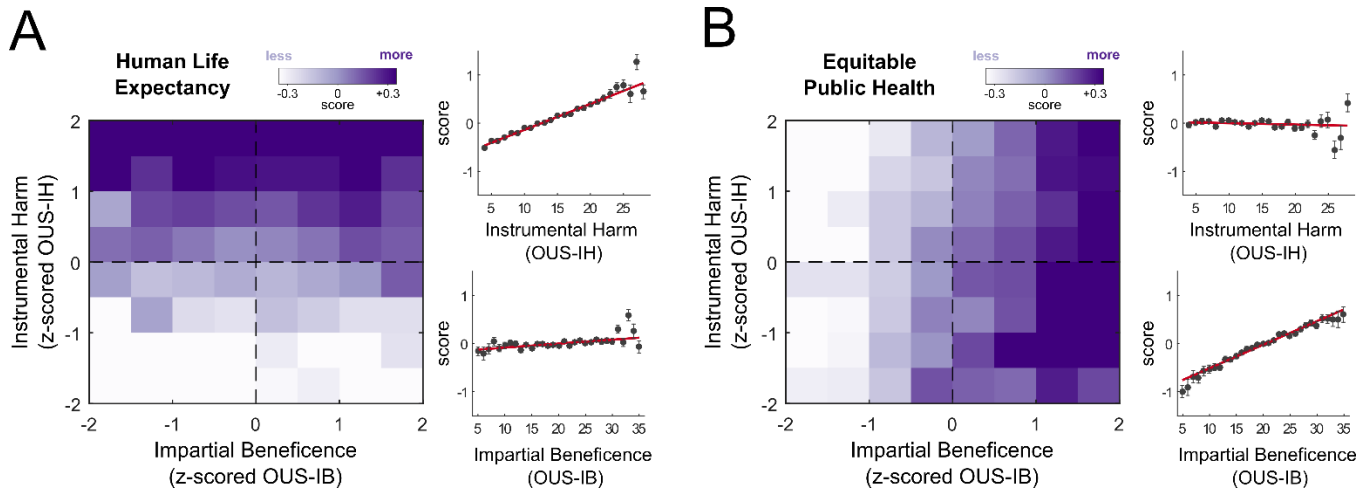 A
Human Life
Expectancy
less
more
-0.3
0
+0.3
score
2
1
0
-1
-2
Instrumental Harm
(z-scored OUS-IH)
-2
-1
0
1
2
Impartial Beneficence
(z-scored OUS-IB)
score
1
0
-1
5
10
15
20
25
Instrumental Harm
(OUS-IH)
score
1
0
-1
5
10
15
20
25
30
35
Impartial Beneficence
(OUS-IB)
B
Equitable
Public Health
less
more
-0.3
0
+0.3
score
2
1
0
-1
-2
Instrumental Harm
(z-scored OUS-IH)
-2
-1
0
1
2
Impartial Beneficence
(z-scored OUS-IB)
score
1
0
-1
5
10
15
20
25
Instrumental Harm
(OUS-IH)
score
1
0
-1
5
10
15
20
25
30
35
Impartial Beneficence
(OUS-IB)